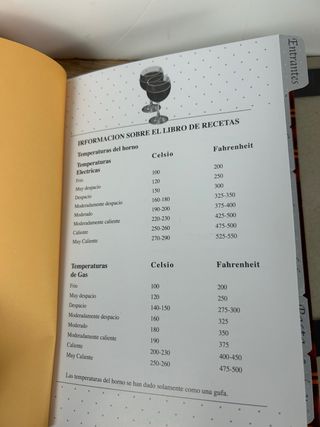 Entrantes
IRFORMACION SOBRE EL LIBRO DE RECETAS
Temperaturas del horno
Temperaturas Electricas Celsio Fahrenheit
Frio 100 200
Muy despacio 120 250
Despacio 150 300
Moderadamente despacio 160-180 325-350
Moderado 190-200 375-400
Moderadamente caliente 220-230 425-500
Caliente 250-260 475-500
Muy Caliente 270-290 525-550
Temperaturas de Gas Celsio Fahrenheit
Frio 100 200
Muy despacio 120 250
Despacio 140-150 275-300
Moderadamente despacio 160 325
Moderado 180 350
Moderadamente caliente 190 375
Caliente 200-230 400-450
Muy Caliente 250-260 475-500
Las temperaturas del horno se han dado solamente como una guía.